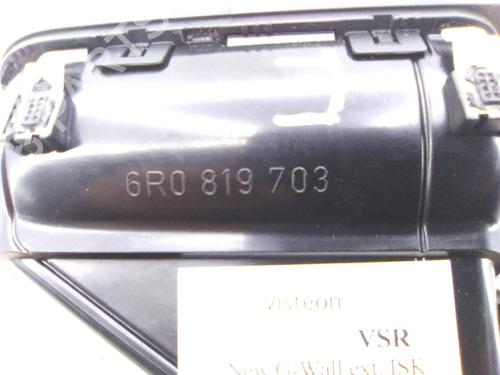 6R0 819 703
Visteon
VSR
New G-Wall ext. ISK